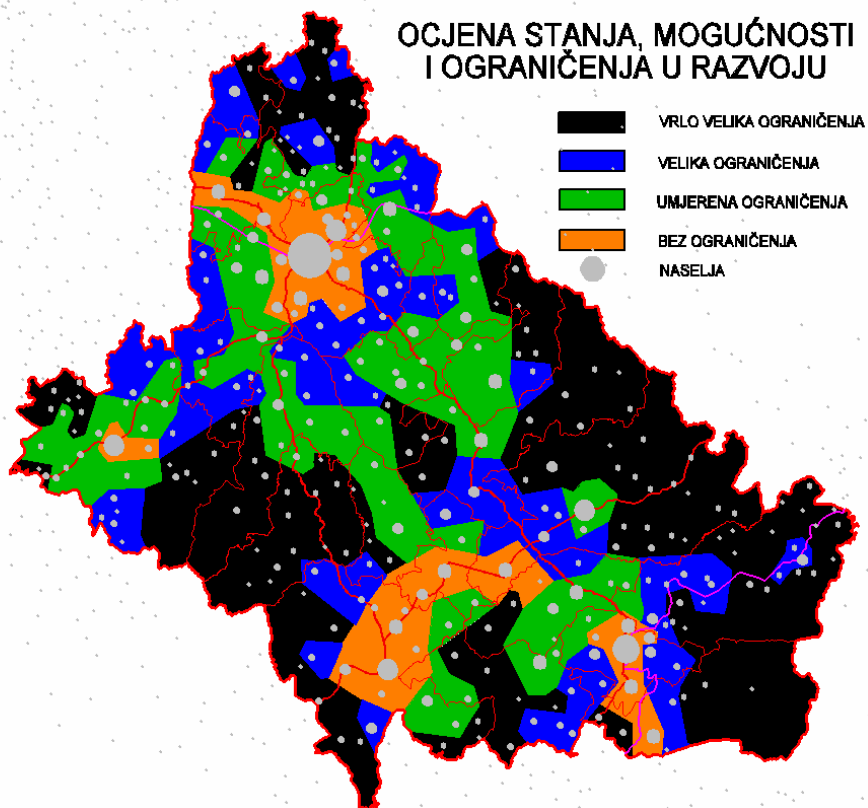 OCJENA STANJA, MOGUĆNOSTI
I OGRANIČENJA U RAZVOJU
VRLO VELIKA OGRANIČENJA
VELIKA OGRANIČENJA
UMJERENA OGRANIČENJA
BEZ OGRANIČENJA
NASELJA